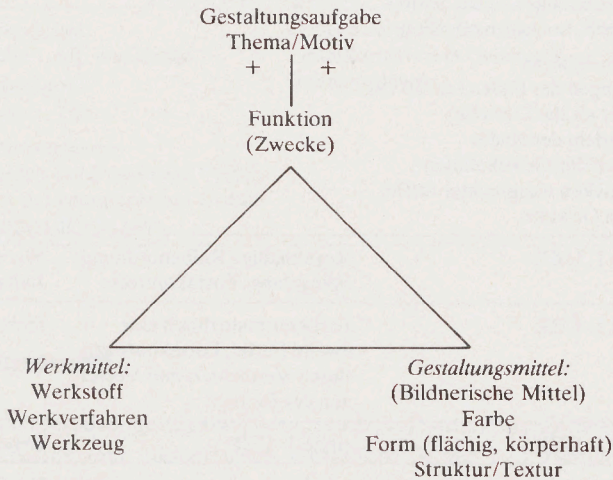 Gestaltungsaufgabe
Thema/Motiv
+ +
Funktion
(Zwecke)
Werkmittel:
Werkstoff
Werkverfahren
Werkzeug
Gestaltungsmittel:
(Bildnerische Mittel)
Farbe
Form (flächig, körperhaft)
Struktur/Textur